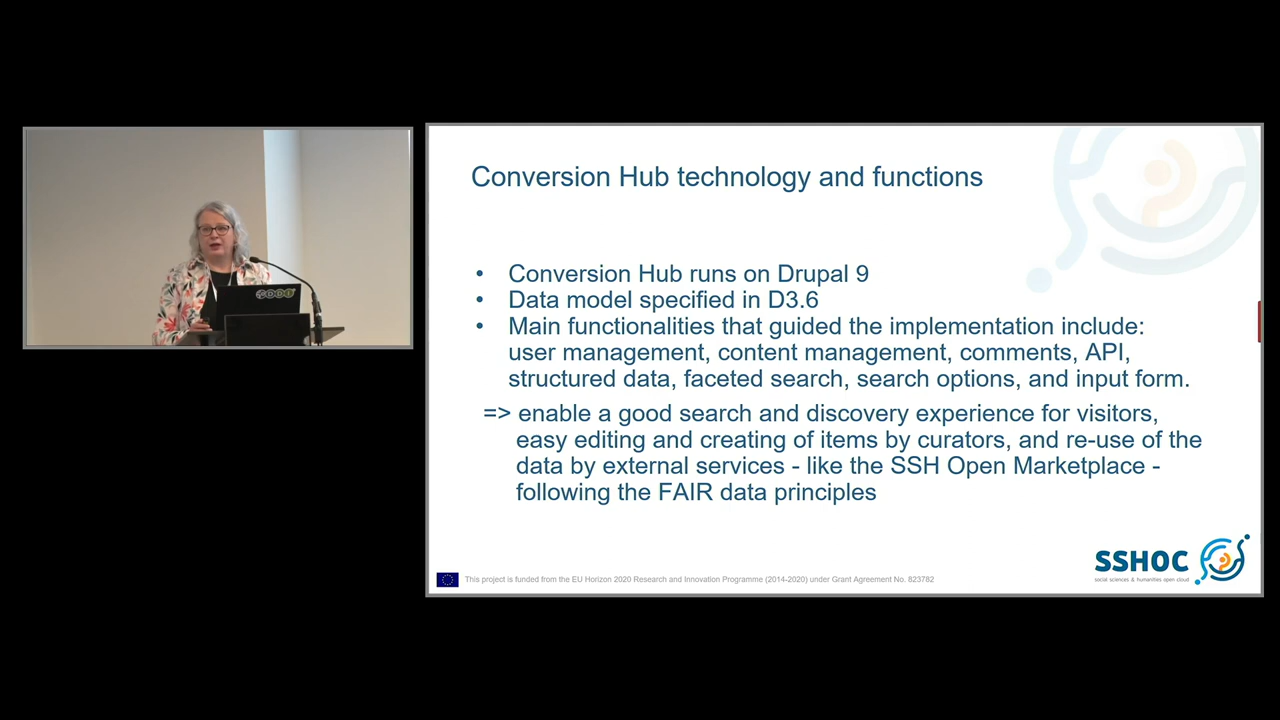 DDI
Conversion Hub technology and functions
• Conversion Hub runs on Drupal 9
• Data model specified in D3.6
• Main functionalities that guided the implementation include:
user management, content management, comments, API,
structured data, faceted search, search options, and input form.
=> enable a good search and discovery experience for visitors,
easy editing and creating of items by curators, and re-use of the
data by external services - like the SSH Open Marketplace -
following the FAIR data principles
SSHOC
social sciences & humanities open cloud
This project is funded from the EU Horizon 2020 Research and Innovation Programme (2014-2020) under Grant Agreement No. 823782